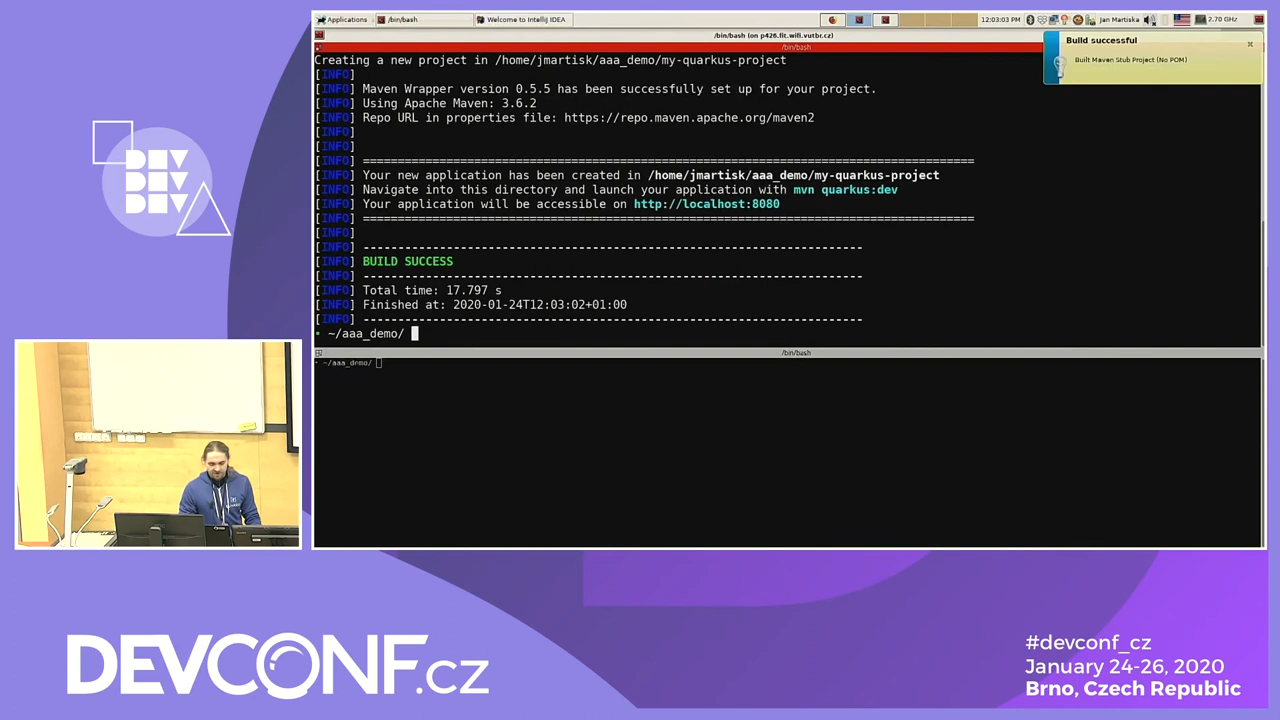 Applications
/bin/bash
Welcome to IntelliJ IDEA
12:03:03 PM
Jan Martiska
2.70 GHz
/bin/bash (on p426.fit.wifi.vutbr.cz)
/bin/bash
Build successful
Built Maven Stub Project (No POM)
Creating a new project in /home/jmartisk/aaa_demo/my-quarkus-project
[INFO]
[INFO] Maven Wrapper version 0.5.5 has been successfully set up for your project.
[INFO] Using Apache Maven: 3.6.2
[INFO] Repo URL in properties file: https://repo.maven.apache.org/maven2
[INFO]
[INFO]
[INFO] ========================================================================================
[INFO] Your new application has been created in /home/jmartisk/aaa_demo/my-quarkus-project
[INFO] Navigate into this directory and launch your application with mvn quarkus:dev
[INFO] Your application will be accessible on http://localhost:8080
[INFO] ========================================================================================
[INFO]
[INFO] ------------------------------------------------------------------------
[INFO] BUILD SUCCESS
[INFO] ------------------------------------------------------------------------
[INFO] Total time: 17.797 s
[INFO] Finished at: 2020-01-24T12:03:02+01:00
[INFO] ------------------------------------------------------------------------
• ~/aaa_demo/
/bin/bash
• ~/aaa_demo/
DEV
DEV
DEV
DEVCONF.cz
#devconf_cz
January 24-26, 2020
Brno, Czech Republic